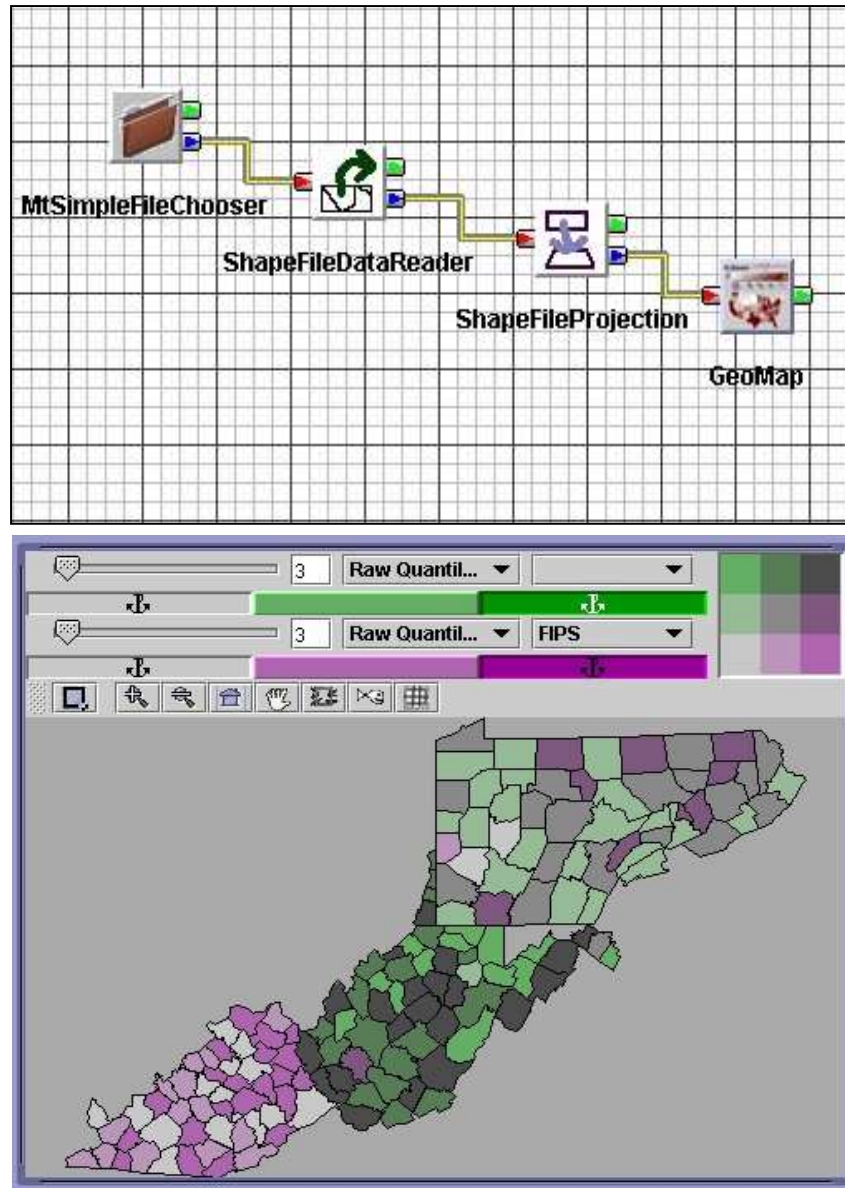 MtSimpleFileChooser
ShapeFileDataReader
ShapeFileProjection
GeoMap
3 Raw Quantil...
3 Raw Quantil... FIPS